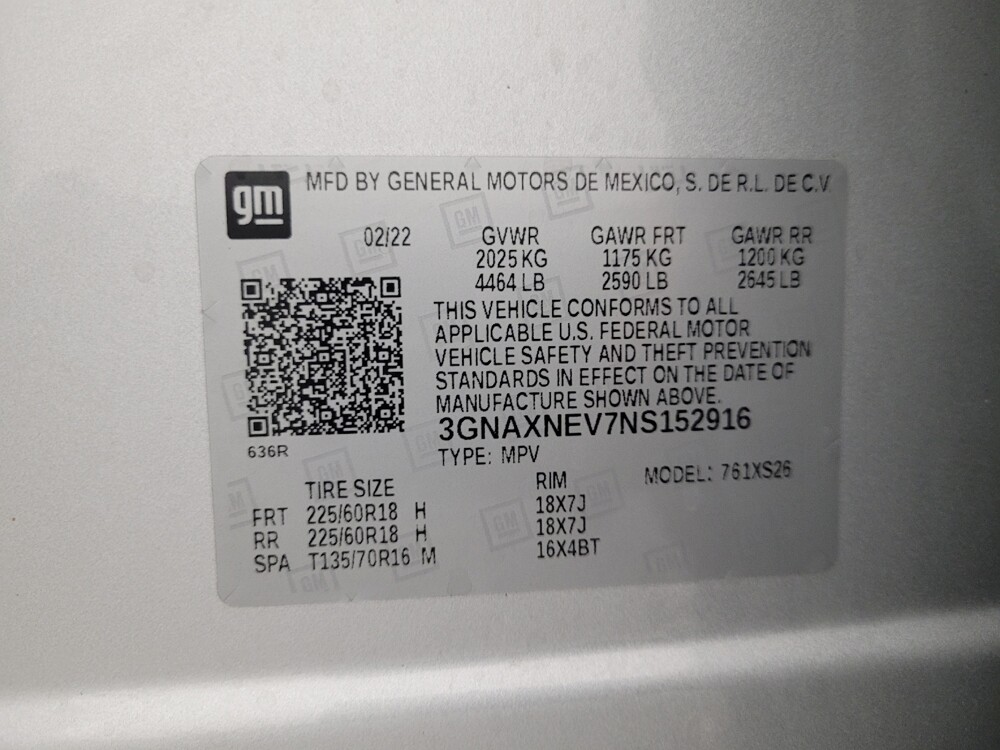 gm
MFD BY GENERAL MOTORS DE MEXICO, S. DE R.L. DE C.V
02/22 GVWR GAWR FRT GAWR RR
2025 KG 1175 KG 1200 KG
4464 LB 2590 LB 2645 LB
THIS VEHICLE CONFORMS TO ALL
APPLICABLE U.S. FEDERAL MOTOR
VEHICLE SAFETY AND THEFT PREVENTION
STANDARDS IN EFFECT ON THE DATE OF
MANUFACTURE SHOWN ABOVE.
3GNAXNEV7NS152916
636R
TYPE: MPV MODEL: 761XS26
TIRE SIZE RIM
FRT 225/60R18 H 18X7J
RR 225/60R18 H 18X7J
SPA T135/70R16 M 16X4BT